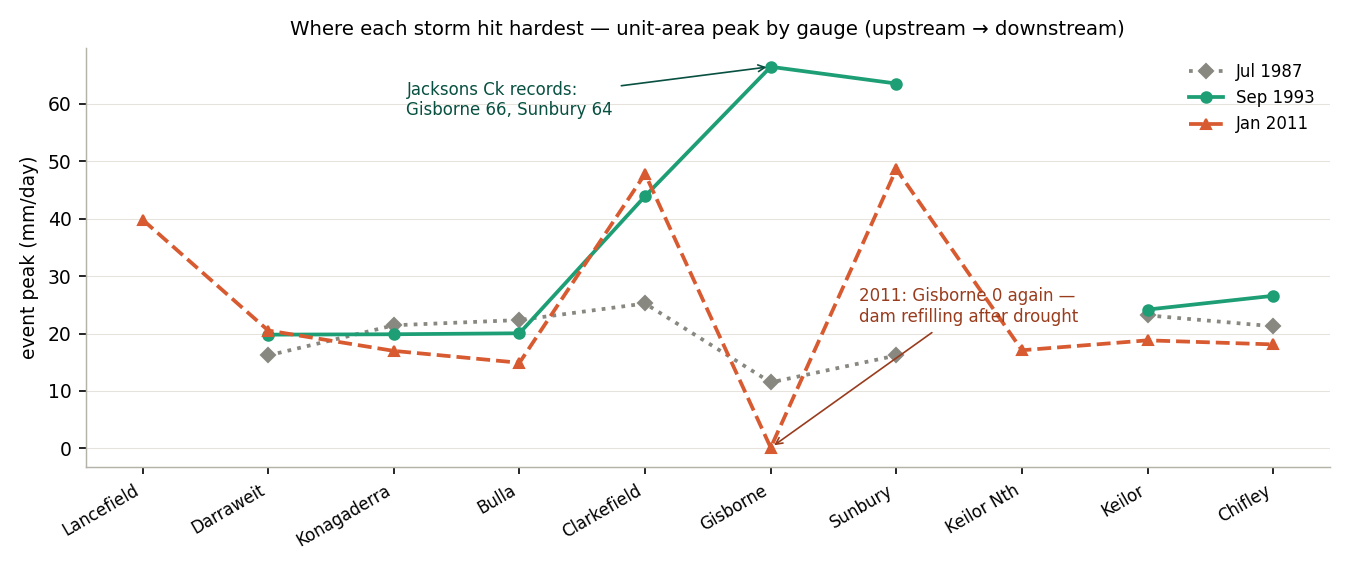 Where each storm hit hardest — unit-area peak by gauge (upstream → downstream)
Jacksons Ck records:
Gisborne 66, Sunbury 64
Jul 1987
Sep 1993
Jan 2011
2011: Gisborne 0 again —
dam refilling after drought
event peak (mm/day)
60
50
40
30
20
10
0
Lancefield
Darraweit
Konagaderra
Bulla
Clarkefield
Gisborne
Sunbury
Keilor Nth
Keilor
Chifley